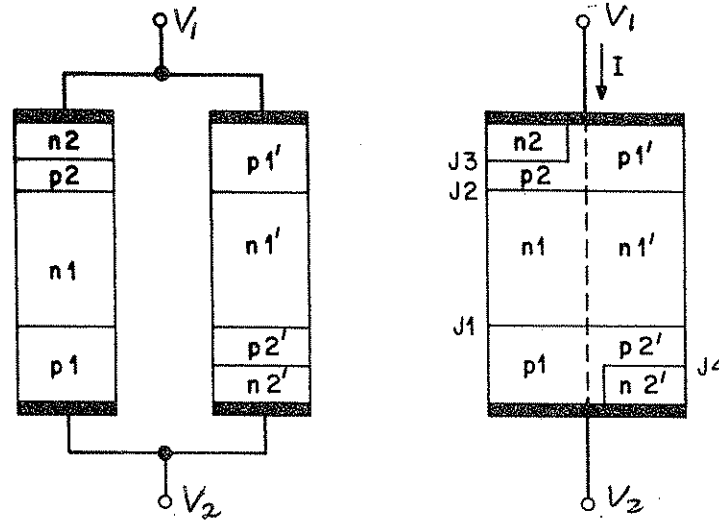 V1 V1
I
n2 p1′ n2 p1′
J3
p2 p2
J2
n1 n1′ n1 n1′
J1
p2′ p2′
p1 p1
J4
n2′ n2′
V2 V2